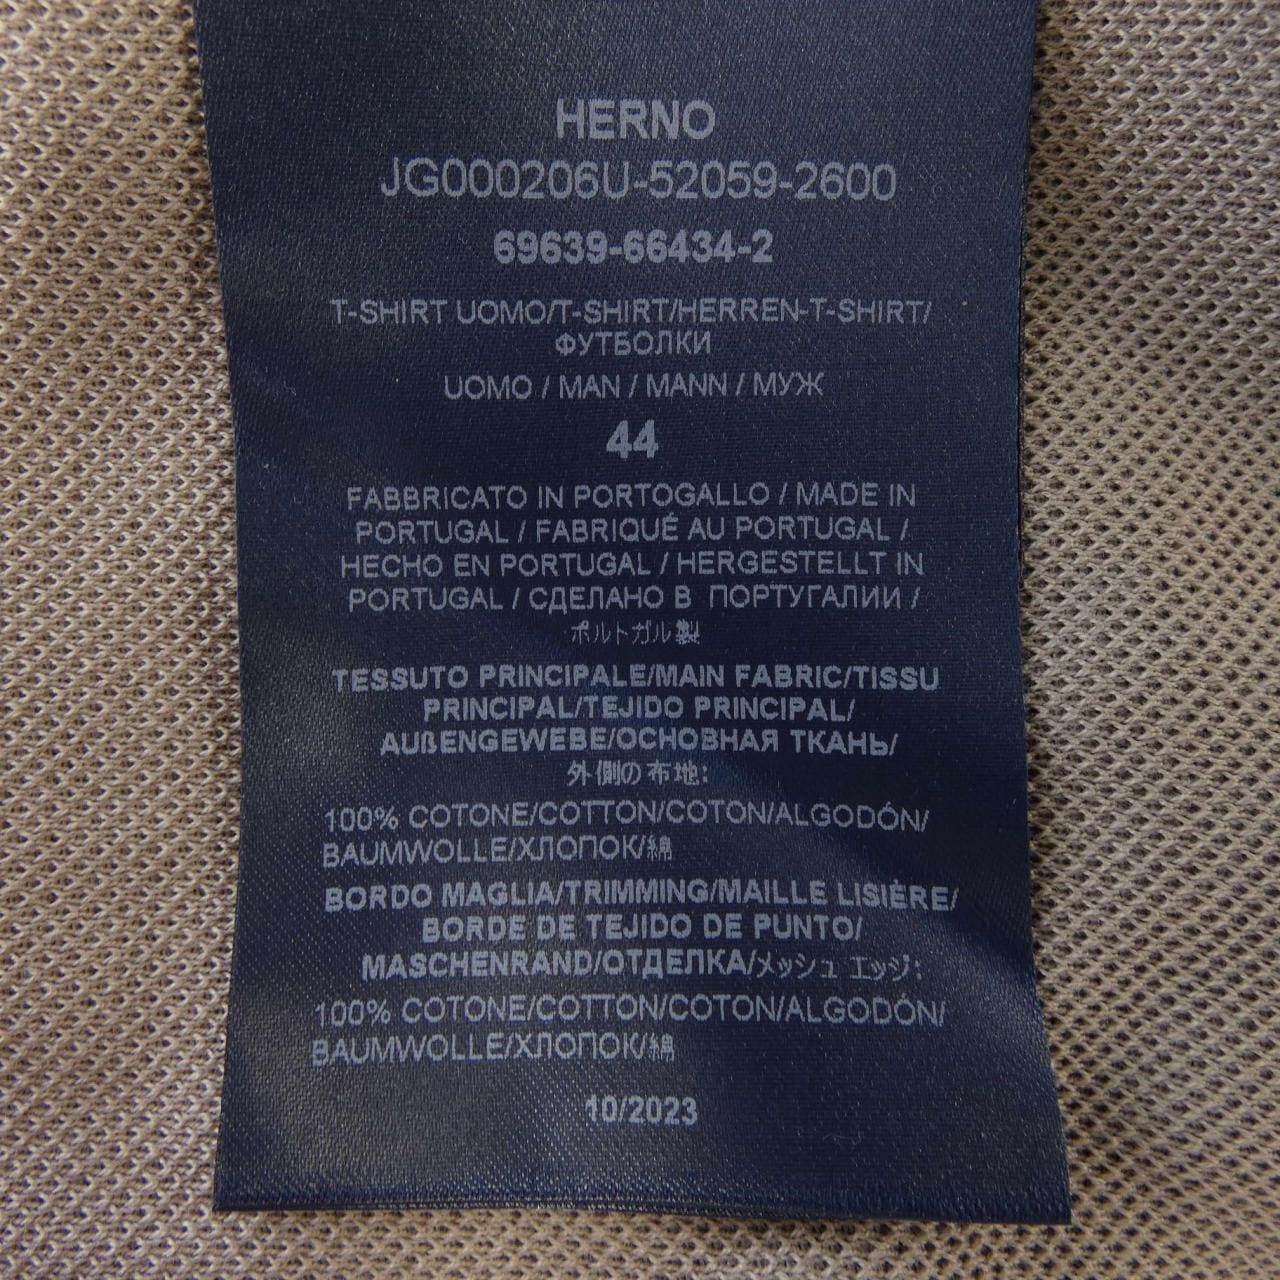 HERNO
JG000206U-52059-2600
69639-66434-2
T-SHIRT UOMO/T-SHIRT/HERREN-T-SHIRT/
ФУТБОЛКИ
UOMO / MAN / MANN / МУЖ
44
FABBRICATO IN PORTOGALLO / MADE IN
PORTUGAL / FABRIQUÉ AU PORTUGAL /
HECHO EN PORTUGAL / HERGESTELLT IN
PORTUGAL / СДЕЛАНО В ПОРТУГАЛИИ /
ポルトガル製
TESSUTO PRINCIPALE/MAIN FABRIC/TISSU
PRINCIPAL/TEJIDO PRINCIPAL/
AUßENGEWEBE/ОСНОВНАЯ ТКАНЬ/
外側の布地:
100% COTONE/COTTON/COTON/ALGODÓN/
BAUMWOLLE/ХЛОПОК/綿
BORDO MAGLIA/TRIMMING/MAILLE LISIÈRE/
BORDE DE TEJIDO DE PUNTO/
MASCHENRAND/ОТДЕЛКА/メッシュ エッジ:
100% COTONE/COTTON/COTON/ALGODÓN/
BAUMWOLLE/ХЛОПОК/綿
10/2023